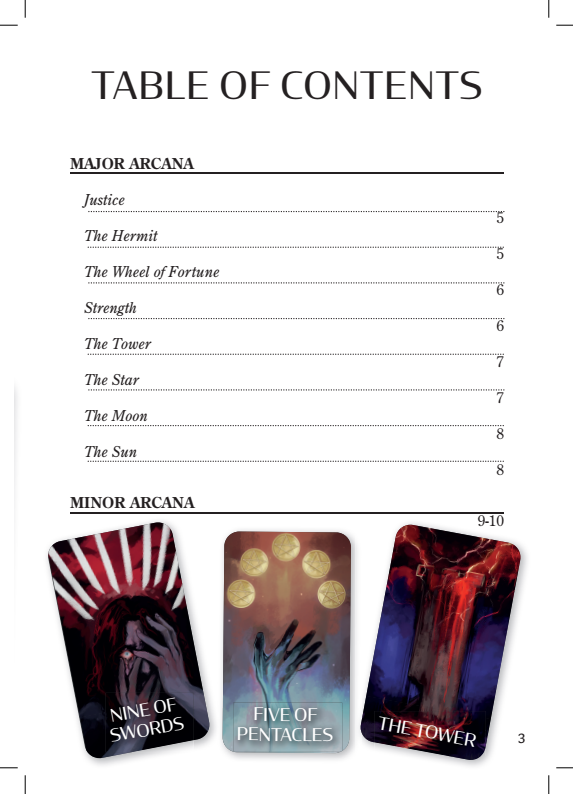 TABLE OF CONTENTS
MAJOR ARCANA
Justice
5
The Hermit
5
The Wheel of Fortune
6
Strength
6
The Tower
7
The Star
7
The Moon
8
The Sun
8
MINOR ARCANA
9-10
NINE OF
SWORDS
FIVE OF
PENTACLES
THE TOWER
3